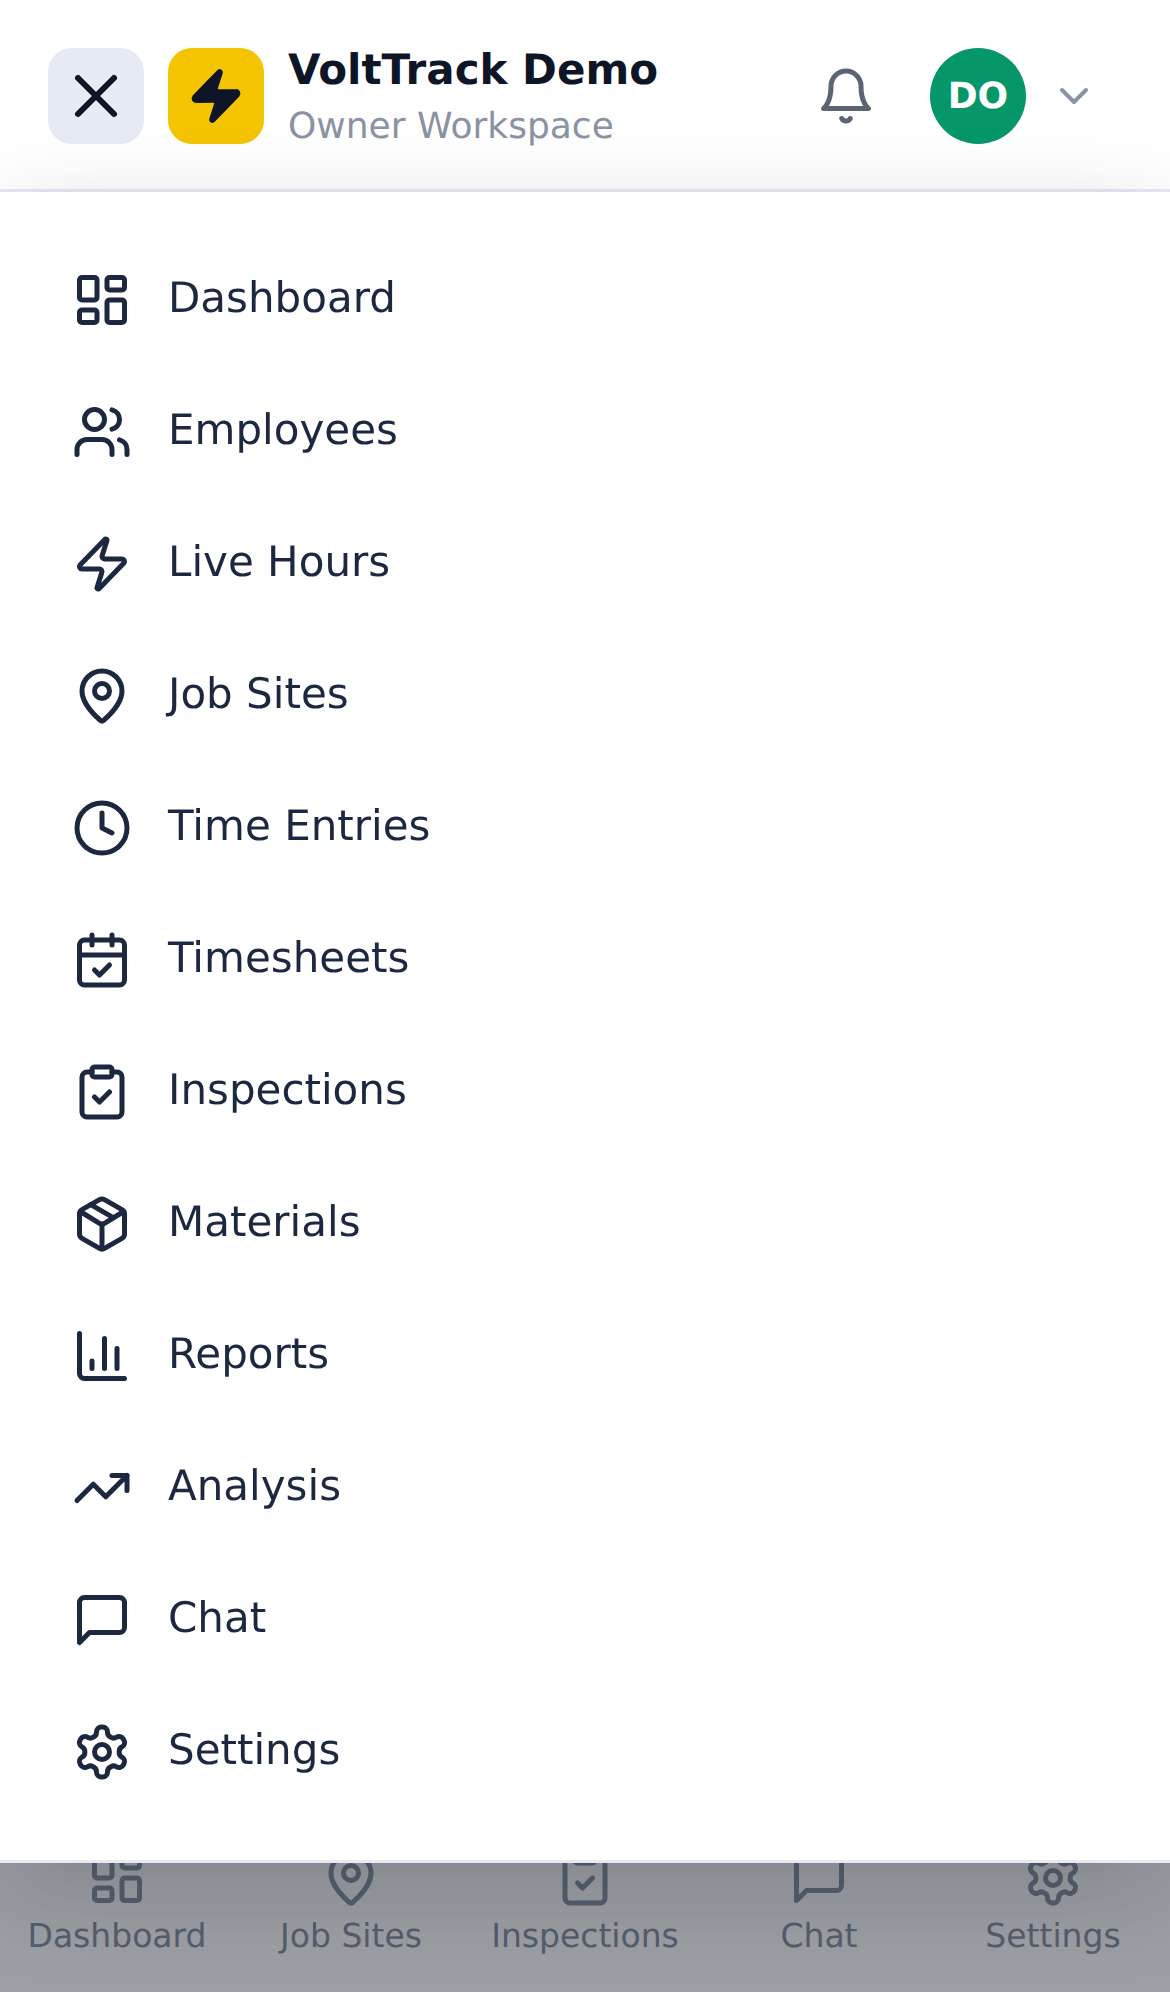 VoltTrack Demo
Owner Workspace
DO
Dashboard
Employees
Live Hours
Job Sites
Time Entries
Timesheets
Inspections
Materials
Reports
Analysis
Chat
Settings
Dashboard Job Sites Inspections Chat Settings